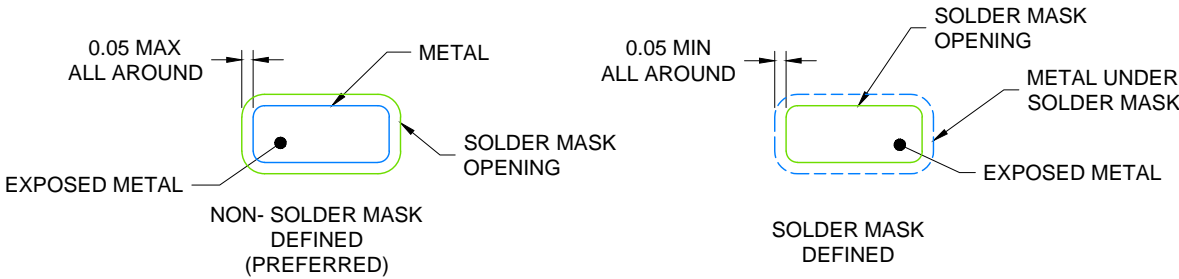 0.05 MAX
ALL AROUND
METAL
SOLDER MASK
OPENING
EXPOSED METAL
NON- SOLDER MASK
DEFINED
(PREFERRED)
0.05 MIN
ALL AROUND
SOLDER MASK
OPENING
METAL UNDER
SOLDER MASK
EXPOSED METAL
SOLDER MASK
DEFINED